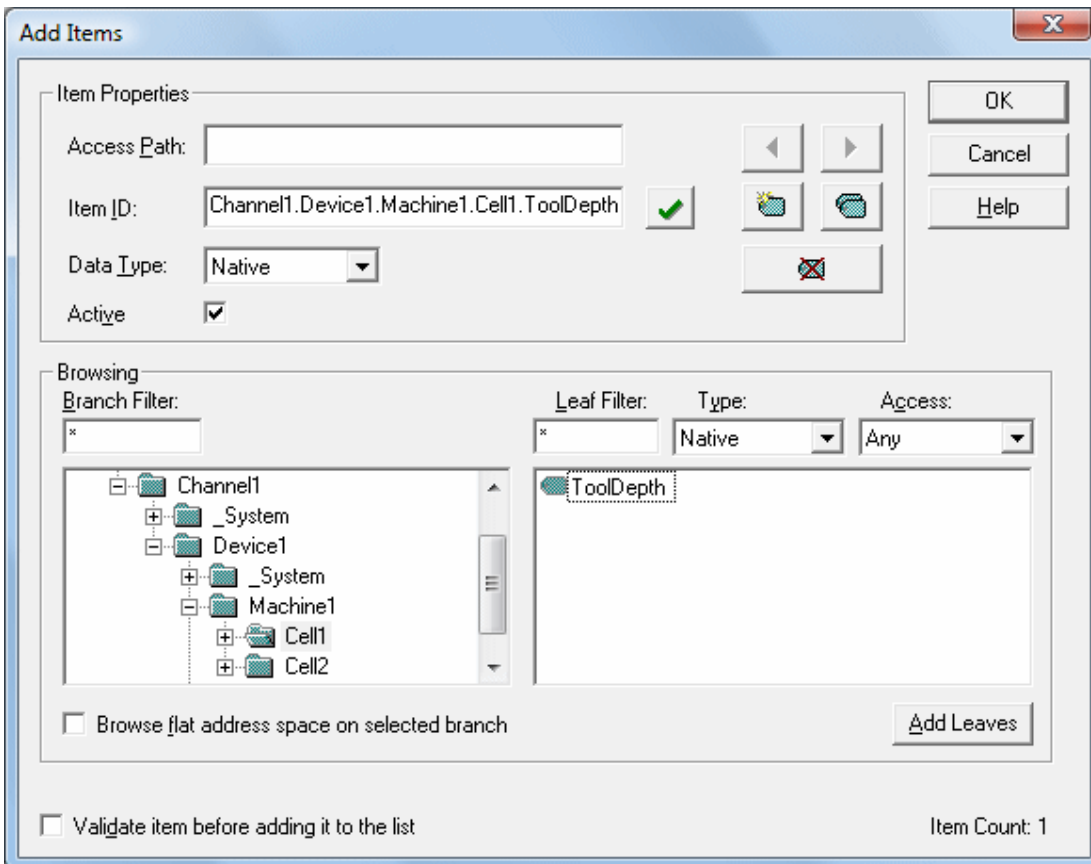 Add Items
Item Properties
OK
Access Path:
Cancel
Item ID: Channel1.Device1.Machine1.Cell1.ToolDepth
Help
Data Type: Native
Active
Browsing
Branch Filter: Leaf Filter: Type: Access:
* * Native Any
Channel1 ToolDepth
_System
Device1
_System
Machine1
Cell1
Cell2
Browse flat address space on selected branch Add Leaves
Validate item before adding it to the list Item Count: 1